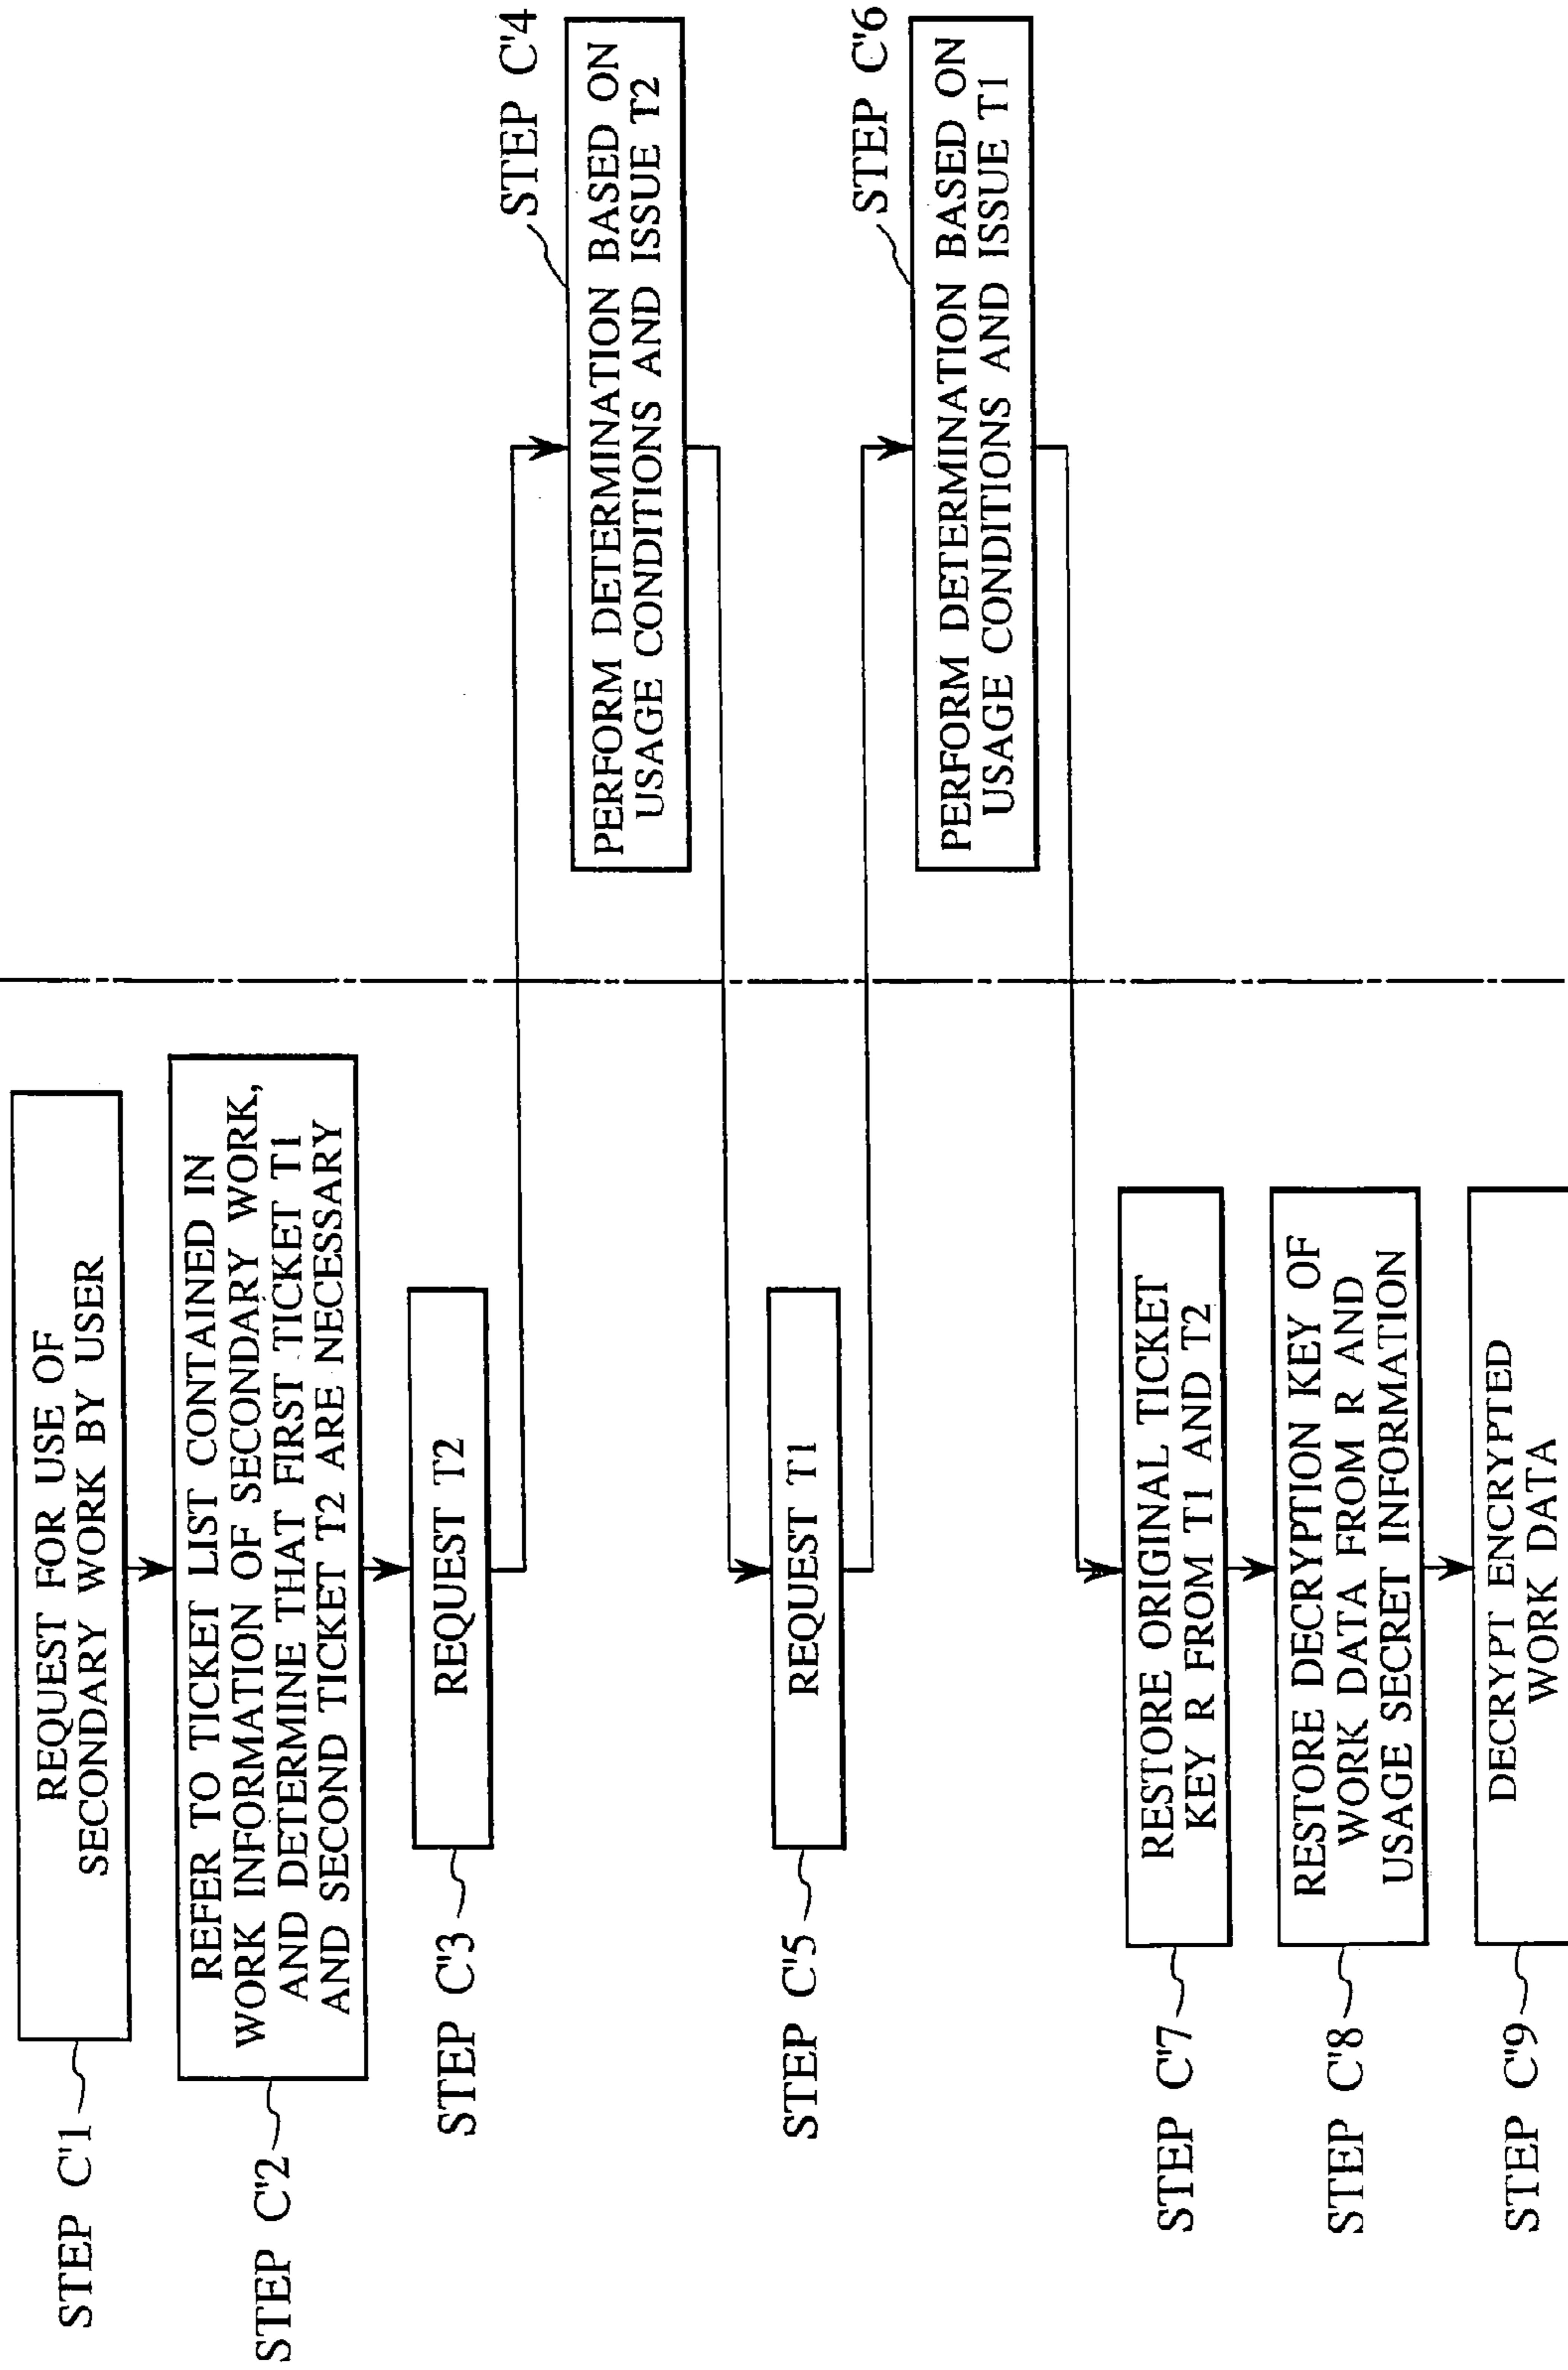 STEP C'1
REQUEST FOR USE OF
SECONDARY WORK BY USER
STEP C'2
REFER TO TICKET LIST CONTAINED IN
WORK INFORMATION OF SECONDARY WORK,
AND DETERMINE THAT FIRST TICKET T1
AND SECOND TICKET T2 ARE NECESSARY
STEP C'3
REQUEST T2
STEP C'4
PERFORM DETERMINATION BASED ON
USAGE CONDITIONS AND ISSUE T2
STEP C'5
REQUEST T1
STEP C'6
PERFORM DETERMINATION BASED ON
USAGE CONDITIONS AND ISSUE T1
STEP C'7
RESTORE ORIGINAL TICKET
KEY R FROM T1 AND T2
STEP C'8
RESTORE DECRYPTION KEY OF
WORK DATA FROM R AND
USAGE SECRET INFORMATION
STEP C'9
DECRYPT ENCRYPTED
WORK DATA